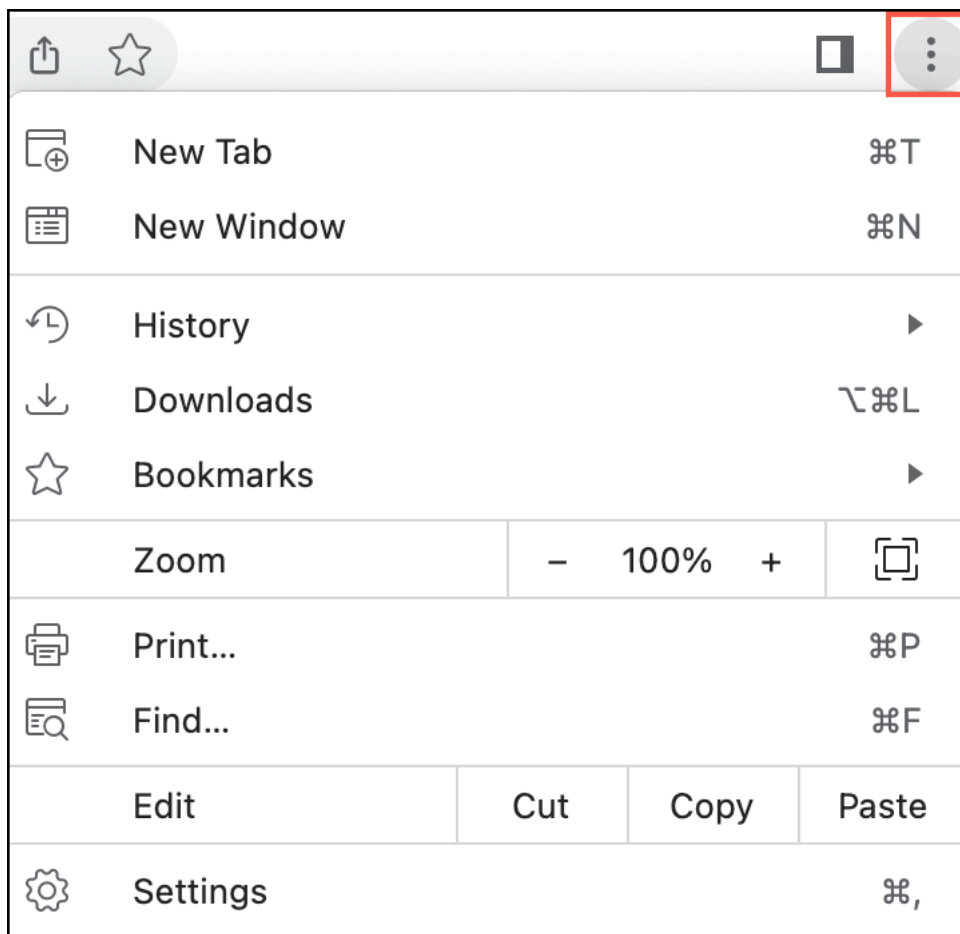 New Tab ⌘T
New Window ⌘N
History
Downloads ⌥⌘L
Bookmarks
Zoom − 100% +
Print... ⌘P
Find... ⌘F
Edit Cut Copy Paste
Settings ⌘,